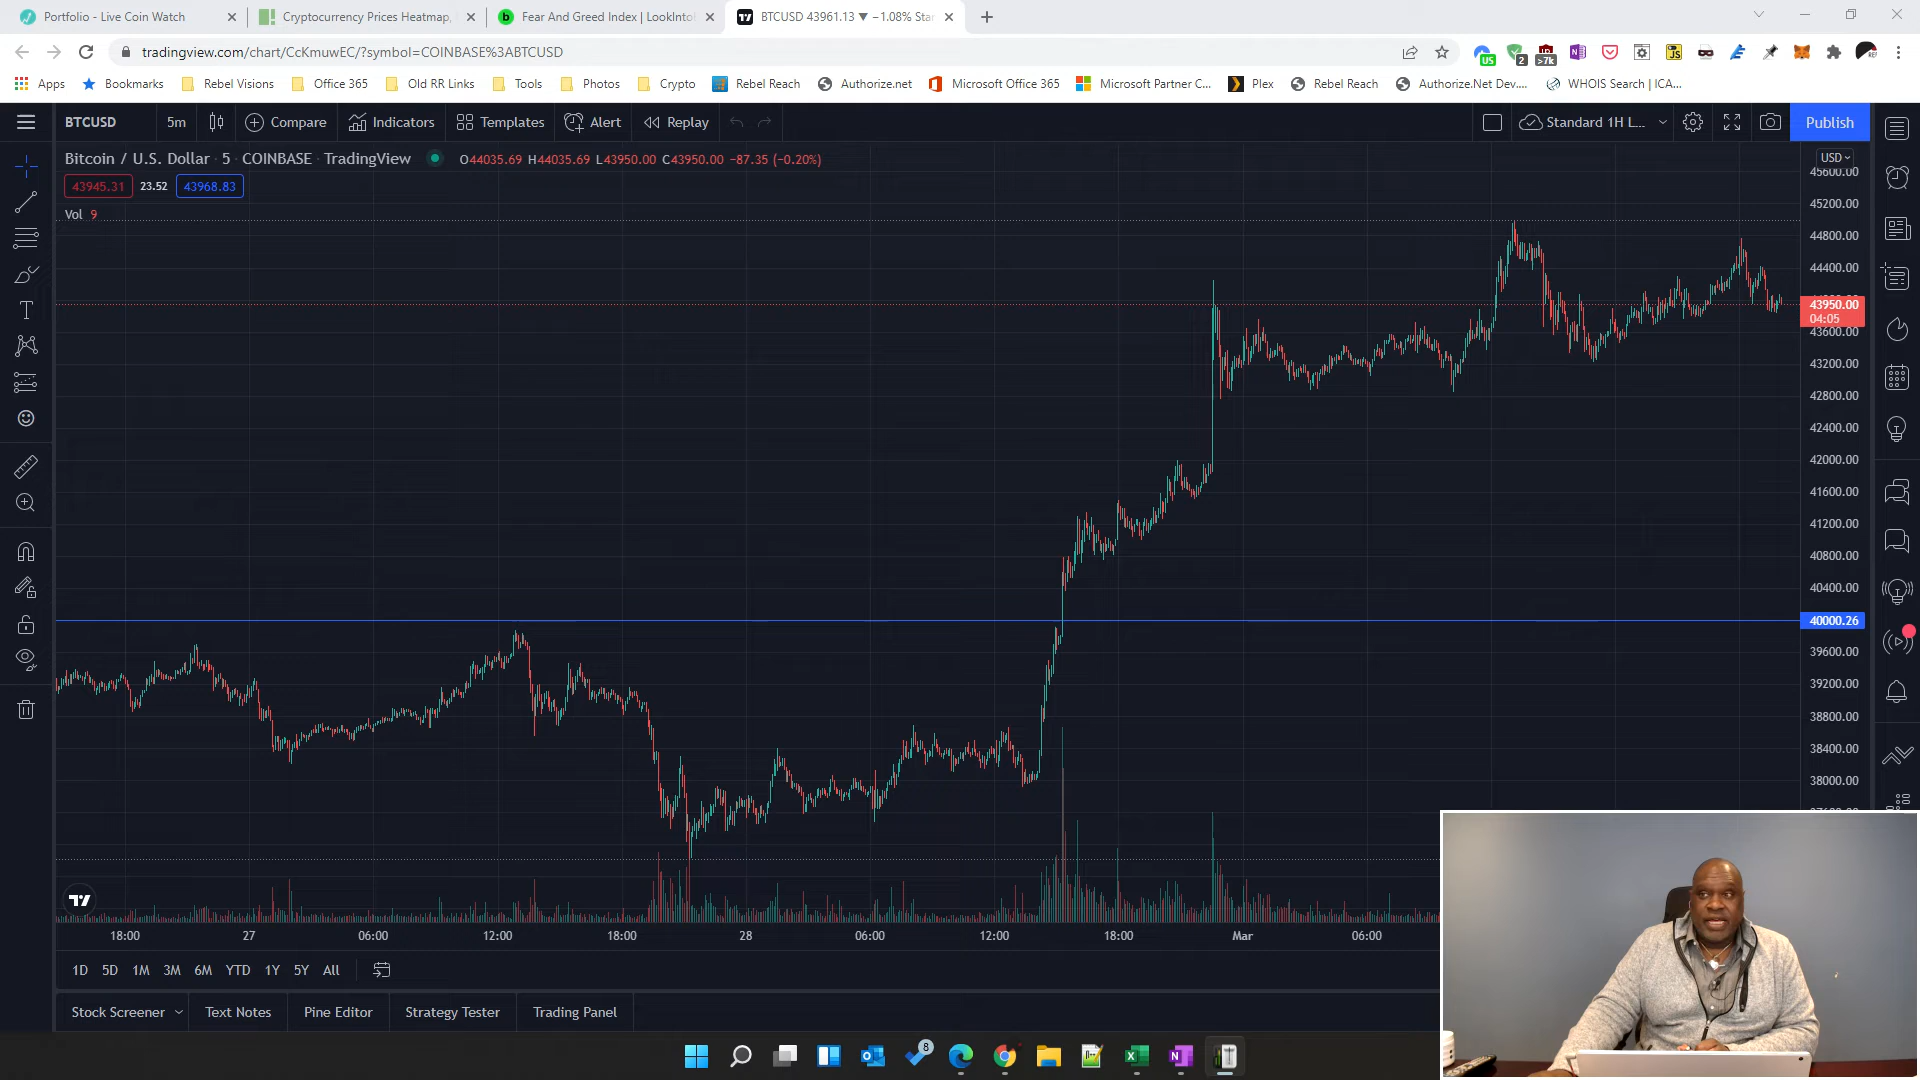 Portfolio - Live Coin Watch
Cryptocurrency Prices Heatmap,
Fear And Greed Index | LookInto
BTCUSD 43961.13 ▼ −1.08% Sta
tradingview.com/chart/CcKmuwEC/?symbol=COINBASE%3ABTCUSD
US
2
>7k
JS
Apps
Bookmarks
Rebel Visions
Office 365
Old RR Links
Tools
Photos
Crypto
Rebel Reach
Authorize.net
Microsoft Office 365
Microsoft Partner C...
Plex
Rebel Reach
Authorize.Net Dev....
WHOIS Search | ICA...
BTCUSD
5m
Compare
Indicators
Templates
Alert
Replay
Standard 1H L...
Publish
Bitcoin / U.S. Dollar · 5 · COINBASE · TradingView
O44035.69 H44035.69 L43950.00 C43950.00 −87.35 (−0.20%)
43945.31 23.52 43968.83
Vol 9
USD
45600.00
45200.00
44800.00
44400.00
43950.00
04:05
43600.00
43200.00
42800.00
42400.00
42000.00
41600.00
41200.00
40800.00
40400.00
40000.26
39600.00
39200.00
38800.00
38400.00
38000.00
18:00 27 06:00 12:00 18:00 28 06:00 12:00 18:00 Mar 06:00
1D 5D 1M 3M 6M YTD 1Y 5Y All
Stock Screener
Text Notes
Pine Editor
Strategy Tester
Trading Panel
8